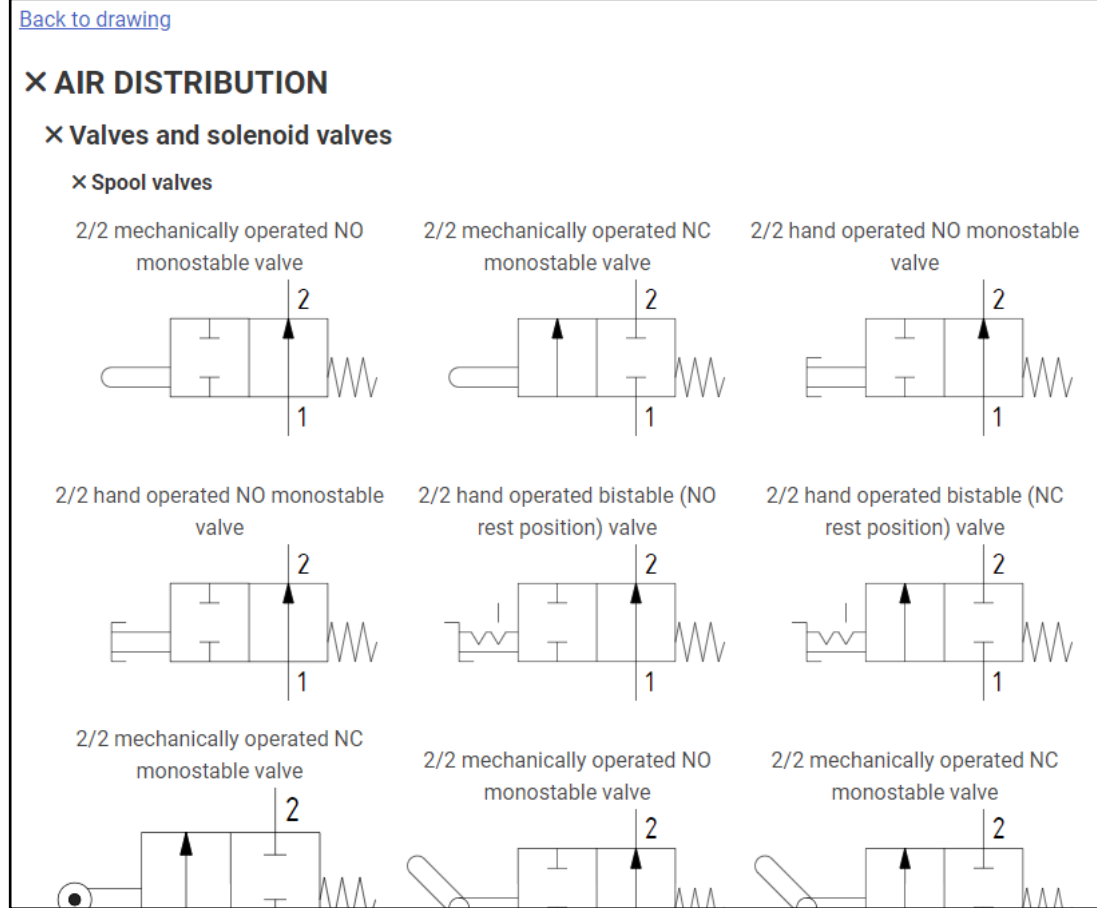 Back to drawing
× AIR DISTRIBUTION
× Valves and solenoid valves
× Spool valves
2/2 mechanically operated NO
monostable valve
2
1
2/2 mechanically operated NC
monostable valve
2
1
2/2 hand operated NO monostable
valve
2
1
2/2 hand operated NO monostable
valve
2
1
2/2 hand operated bistable (NO
rest position) valve
2
1
2/2 hand operated bistable (NC
rest position) valve
2
1
2/2 mechanically operated NC
monostable valve
2
2/2 mechanically operated NO
monostable valve
2
2/2 mechanically operated NC
monostable valve
2